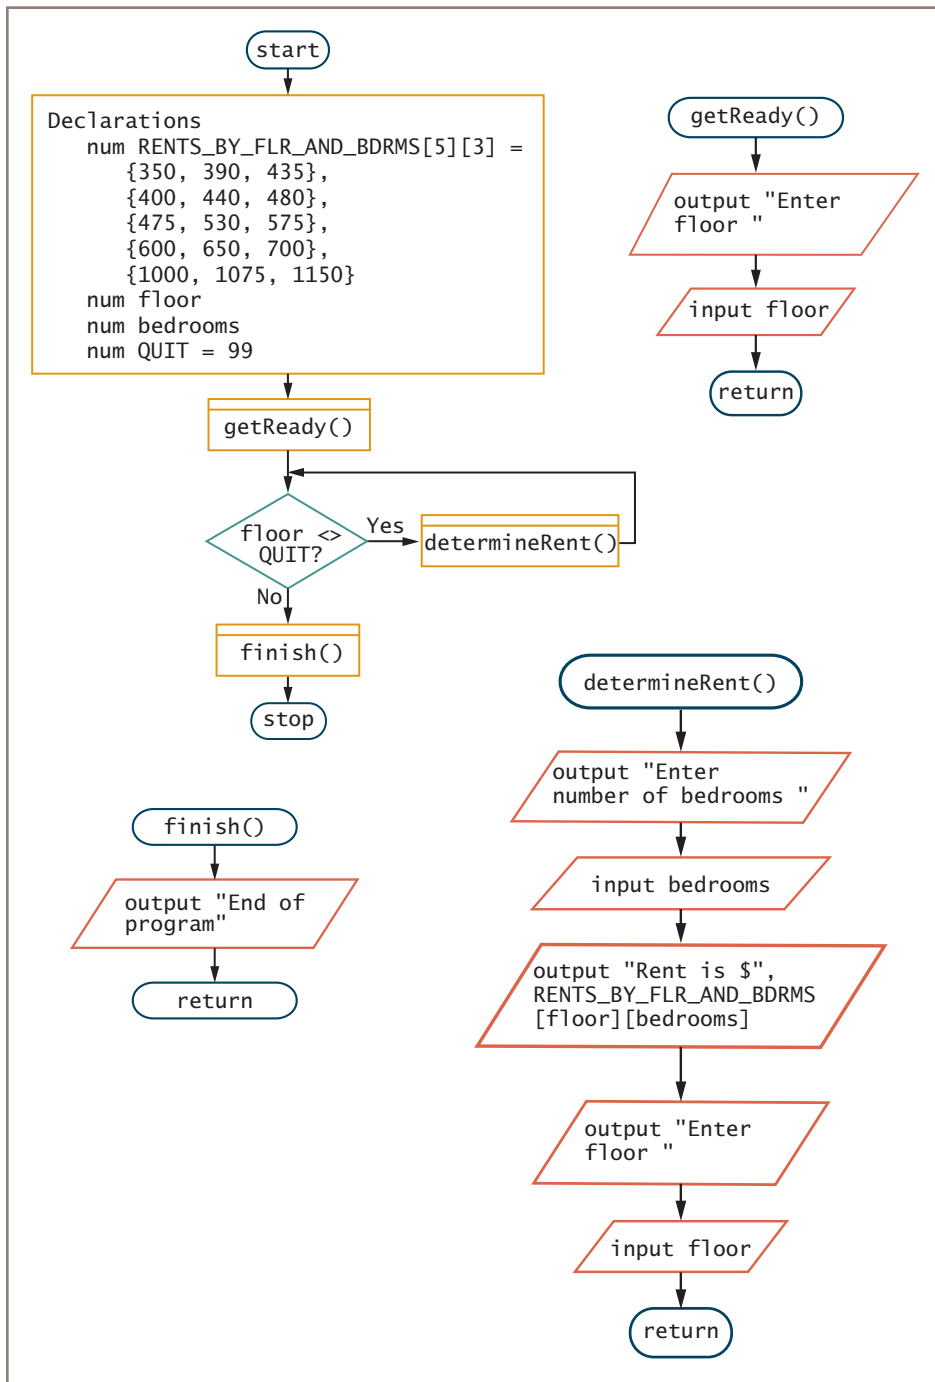 start
Declarations
num RENTS_BY_FLR_AND_BDRMS[5][3] =
{350, 390, 435},
{400, 440, 480},
{475, 530, 575},
{600, 650, 700},
{1000, 1075, 1150}
num floor
num bedrooms
num QUIT = 99
getReady()
floor <>
QUIT?
Yes
determineRent()
No
finish()
stop
getReady()
output "Enter
floor "
input floor
return
finish()
output "End of
program"
return
determineRent()
output "Enter
number of bedrooms "
input bedrooms
output "Rent is $",
RENTS_BY_FLR_AND_BDRMS
[floor][bedrooms]
output "Enter
floor "
input floor
return